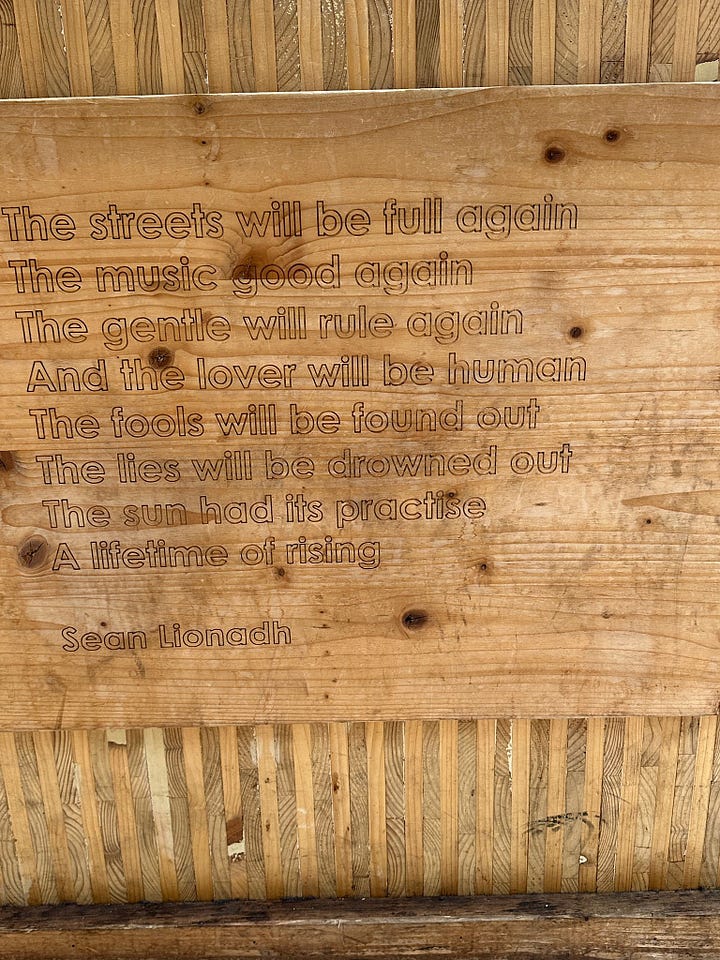 The streets will be full again
The music good again
The gentle will rule again
And the lover will be human
The fools will be found out
The lies will be drowned out
The sun had its practise
A lifetime of rising
Sean Lionadh